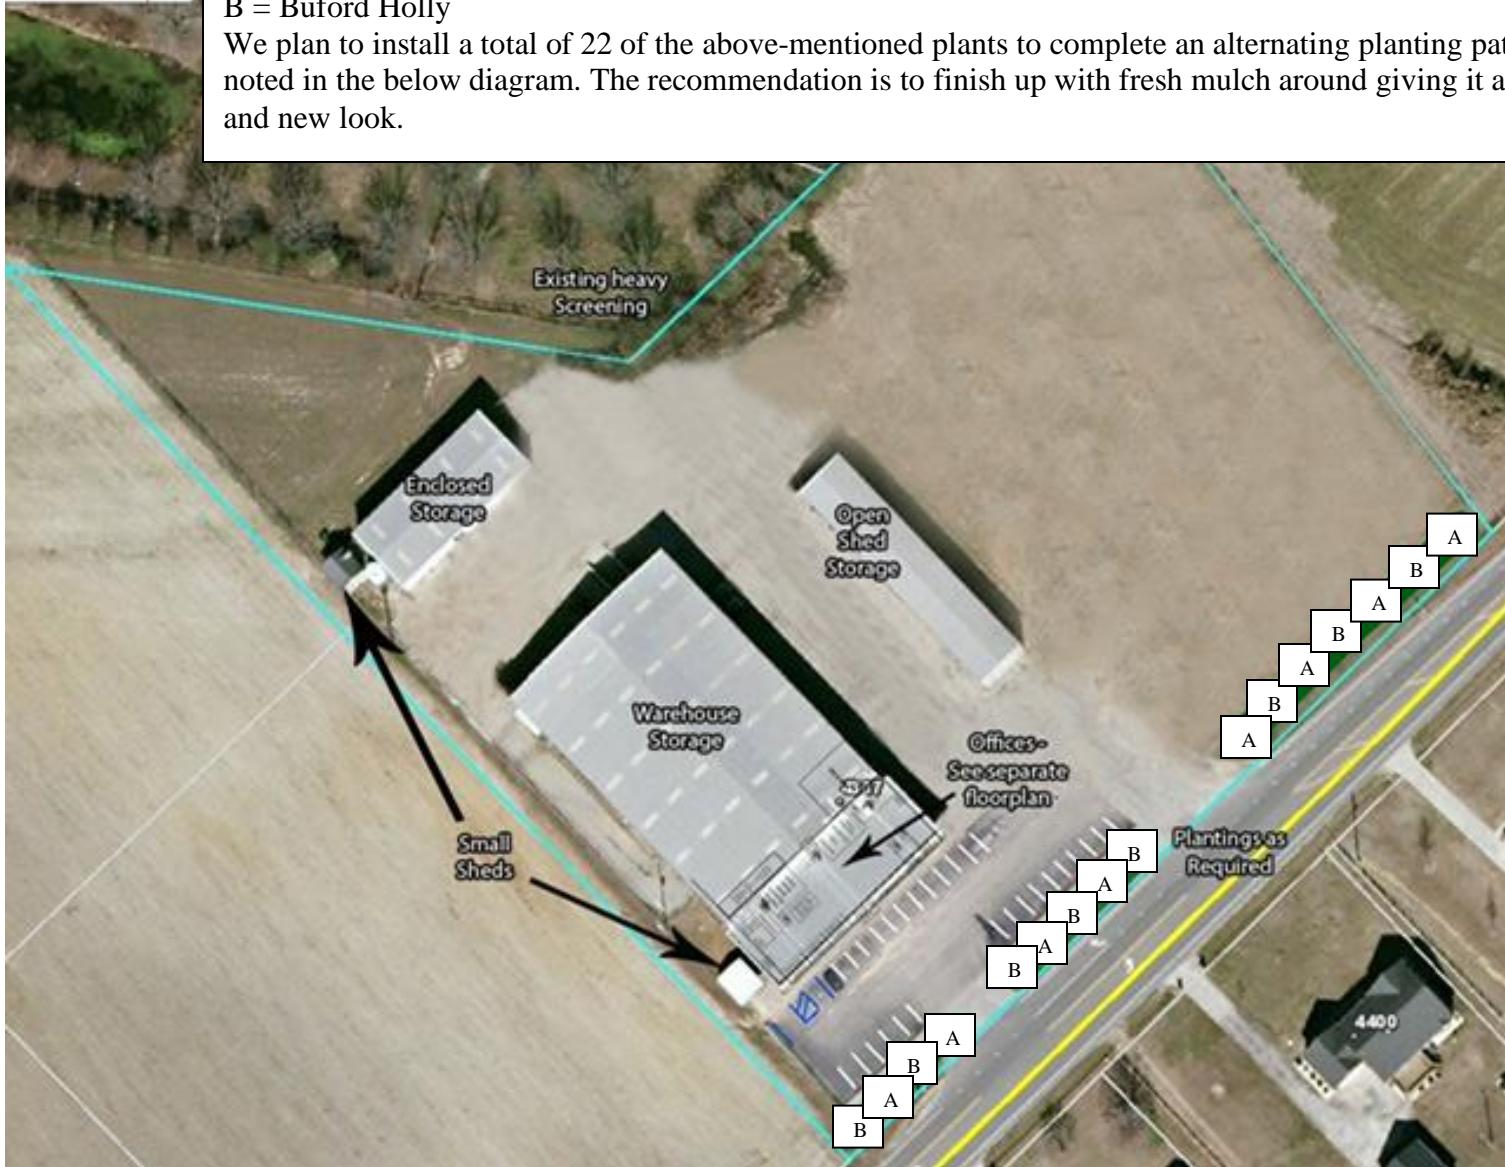 B = Buford Holly
We plan to install a total of 22 of the above-mentioned plants to complete an alternating planting pat
noted in the below diagram. The recommendation is to finish up with fresh mulch around giving it a
and new look.
Existing heavy
Screening
Enclosed
Storage
Open
Shed
Storage
A
B
A
B
A
B
A
Warehouse
Storage
Offices -
See separate
floorplan
Small
Sheds
Plantings as
Required
B
A
B
A
B
4400
A
B
A
B